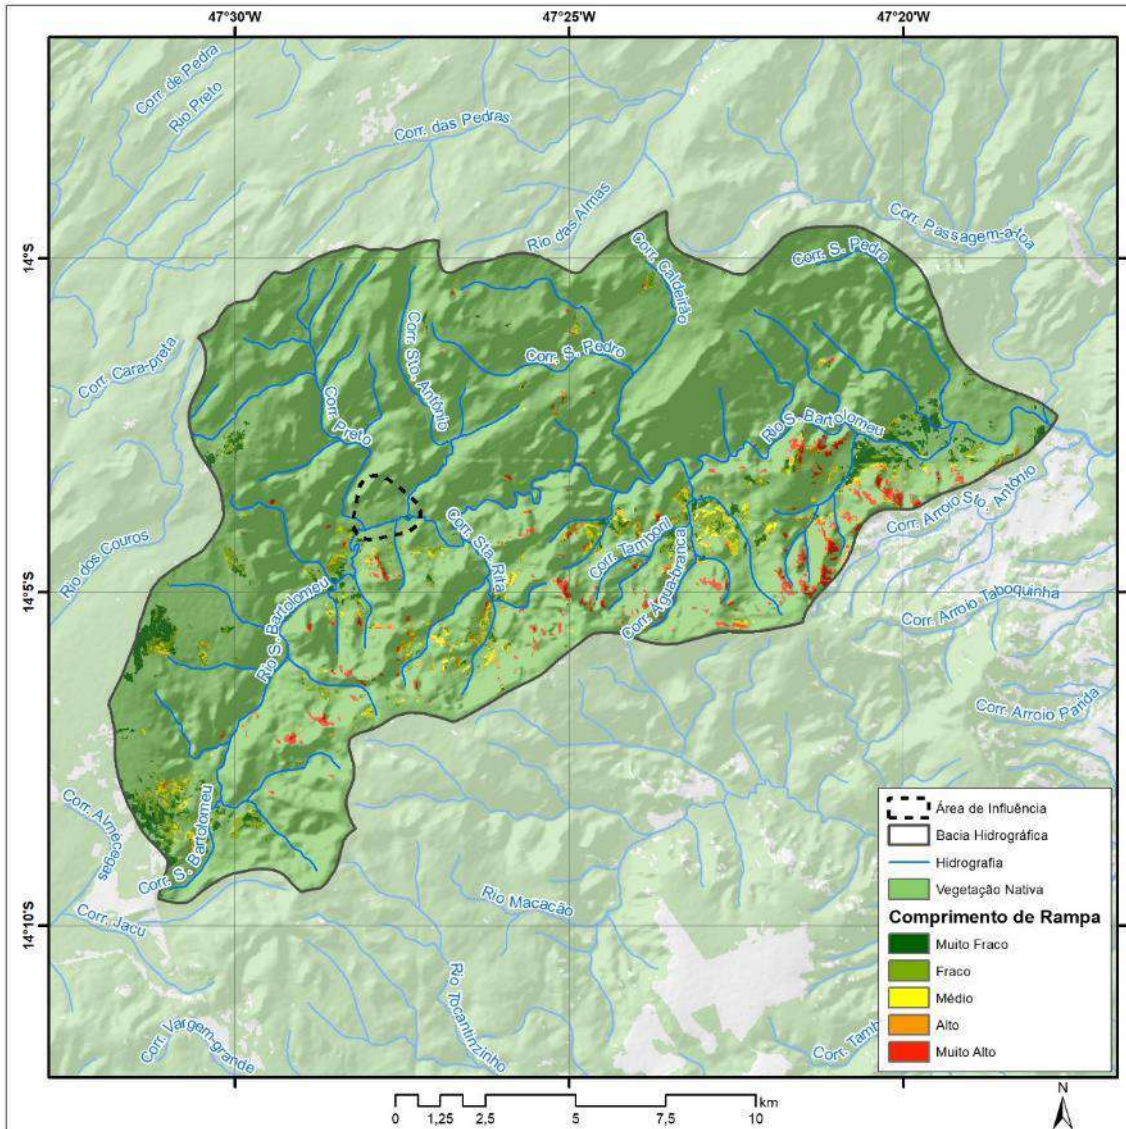 47°30'W
47°25'W
47°20'W
Corr. de Pedra
Rio Preto
Corr. das Pedras
Rio das Almas
Corr. Passagem-a-toa
14°S
Corr. Caldeirão
Corr. S. Pedro
Corr. Cara-preta
Corr. Sto. Antônio
Corr. S. Pedro
Corr. Preto
Rio S. Bartolomeu
Rio dos Couros
Corr. Sta. Rita
Corr. Tamboril
Corr. Água-branca
Corr. Arroio Sto. Antônio
14°5'S
Rio S. Bartolomeu
Corr. Arroio Taboquinha
Corr. Arroio Parida
Corr. Almecegas
Corr. S. Bartolomeu
Rio Macacão
14°10'S
Corr. Jacu
Rio Tocantinzinho
Corr. Vargem-grande
Corr. Tamb
Área de Influência
Bacia Hidrográfica
Hidrografia
Vegetação Nativa
Comprimento de Rampa
Muito Fraco
Fraco
Médio
Alto
Muito Alto
km
0 1,25 2,5 5 7,5 10
N